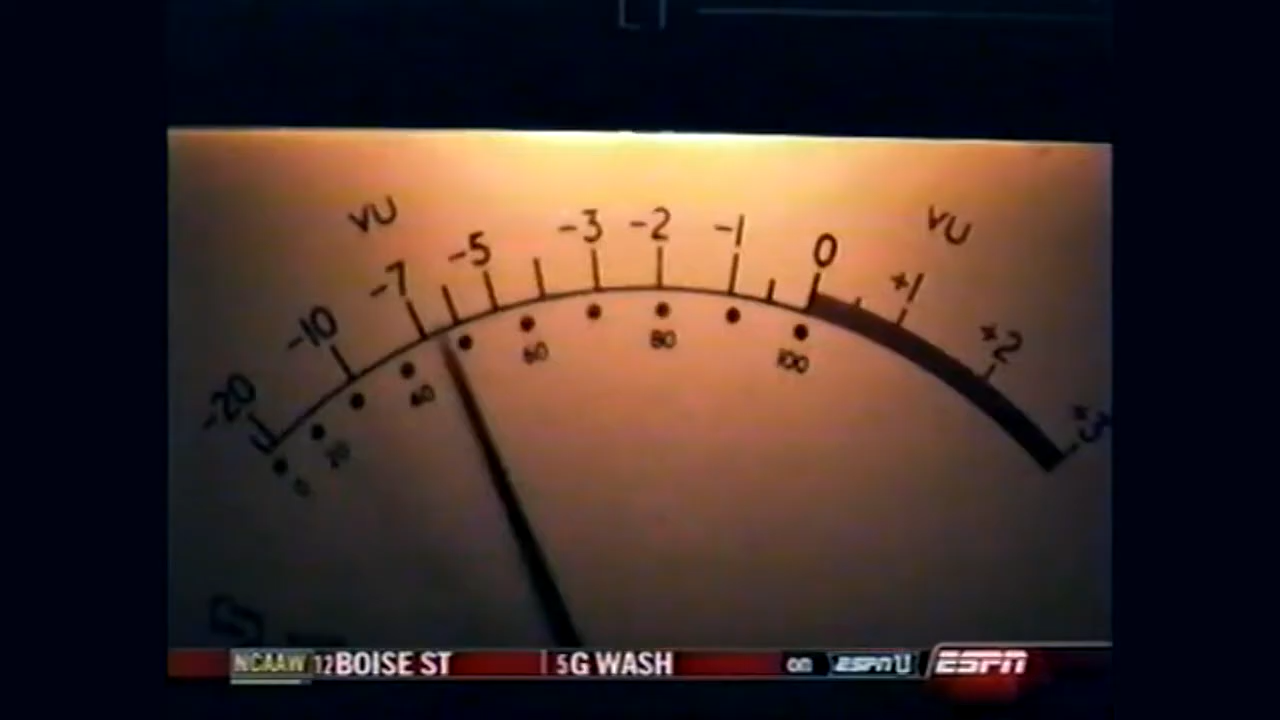 VU VU
-20 -10 -7 -5 -3 -2 -1 0 +1 +2 +3
0 20 40 60 80 100
NCAAW 12 BOISE ST 5 G WASH on ESPNU ESPN